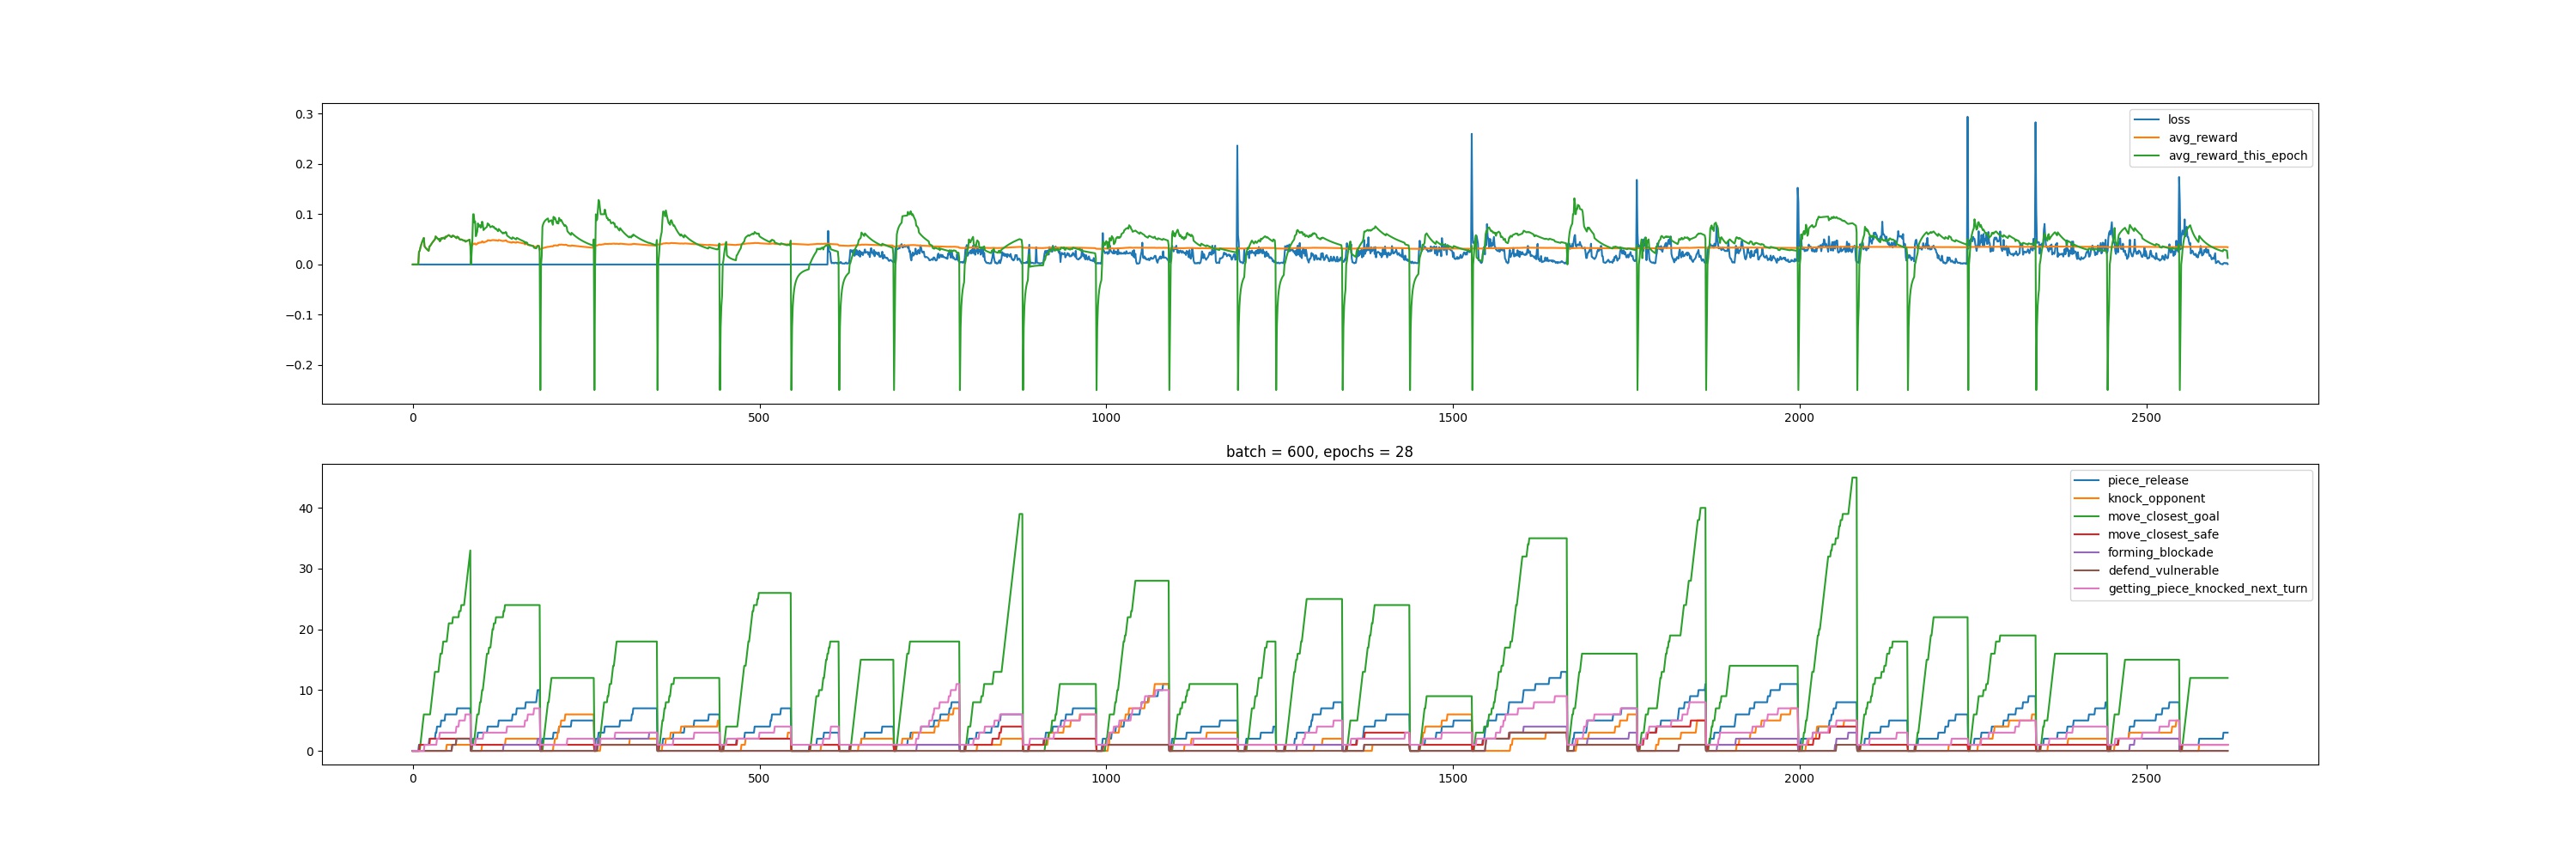 0.3
0.2
0.1
0.0
−0.1
−0.2
loss
avg_reward
avg_reward_this_epoch
0 500 1000 1500 2000 2500
batch = 600, epochs = 28
40
30
20
10
0
piece_release
knock_opponent
move_closest_goal
move_closest_safe
forming_blockade
defend_vulnerable
getting_piece_knocked_next_turn
0 500 1000 1500 2000 2500